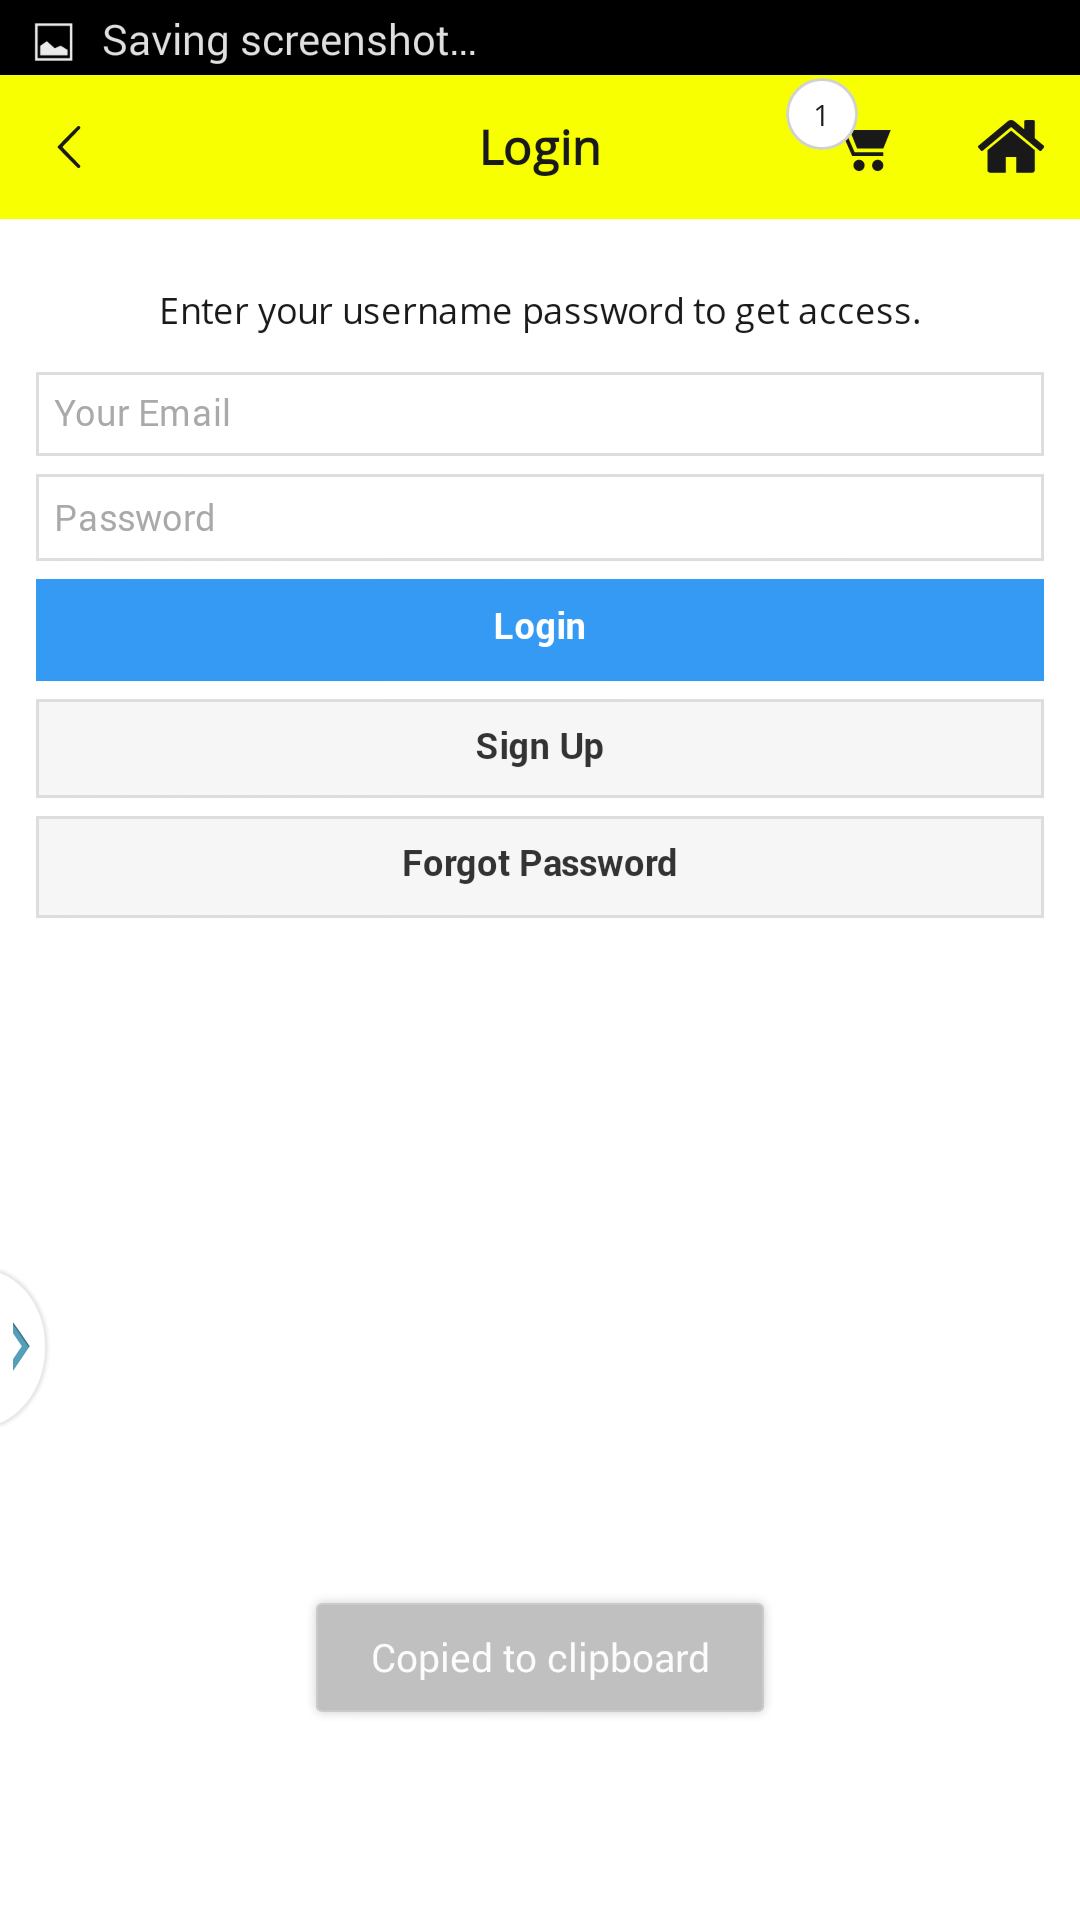 Saving screenshot...
Login
1
Enter your username password to get access.
Your Email
Password
Login
Sign Up
Forgot Password
Copied to clipboard